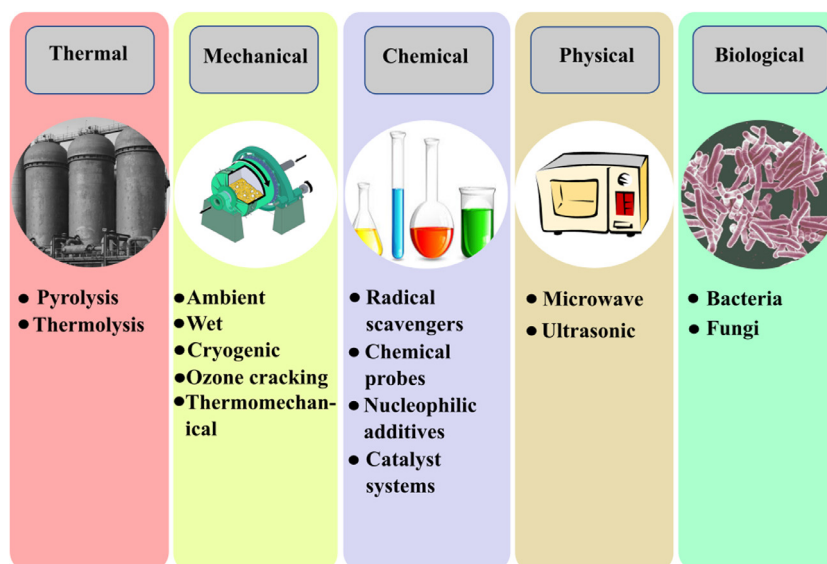 Thermal
Mechanical
Chemical
Physical
Biological
● Pyrolysis
● Thermolysis
● Ambient
● Wet
● Cryogenic
● Ozone cracking
● Thermomechan-
ical
● Radical
scavengers
● Chemical
probes
● Nucleophilic
additives
● Catalyst
systems
● Microwave
● Ultrasonic
● Bacteria
● Fungi